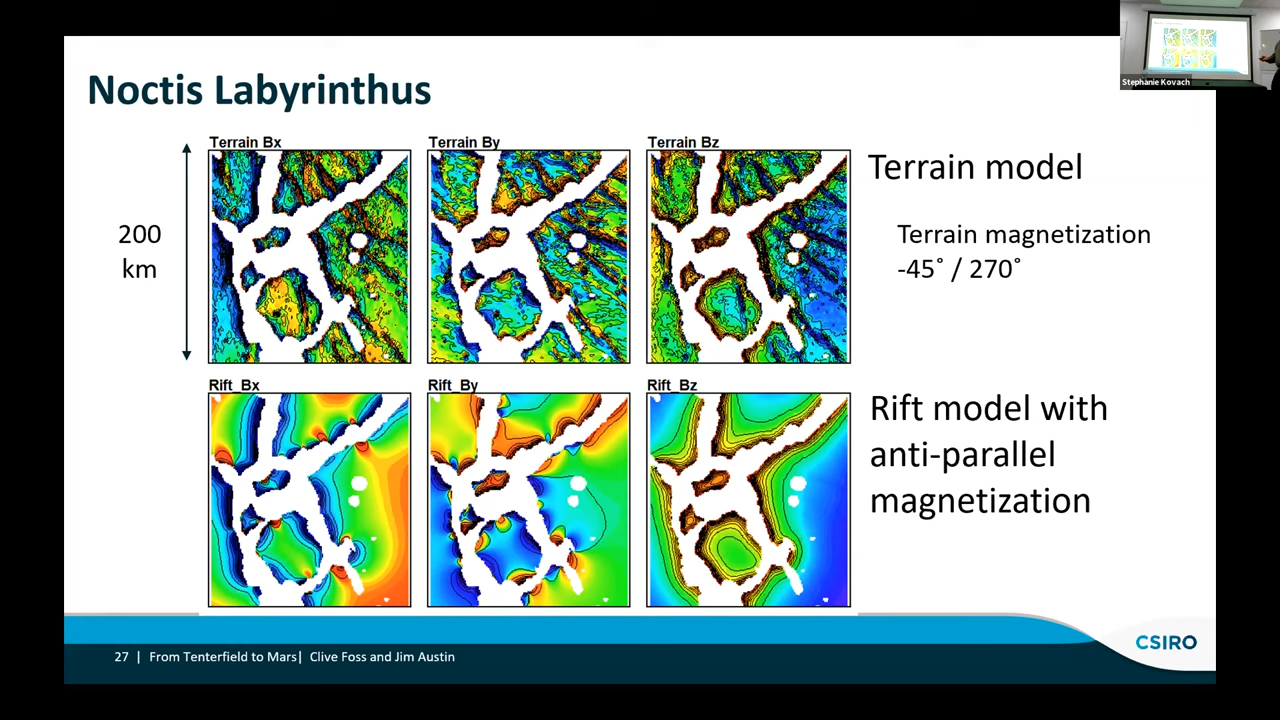 Stephanie Kovach
Noctis Labyrinthus
Terrain Bx
Terrain By
Terrain Bz
Terrain model
200
km
Terrain magnetization
-45˚ / 270˚
Rift_Bx
Rift_By
Rift_Bz
Rift model with
anti-parallel
magnetization
CSIRO
27 | From Tenterfield to Mars| Clive Foss and Jim Austin